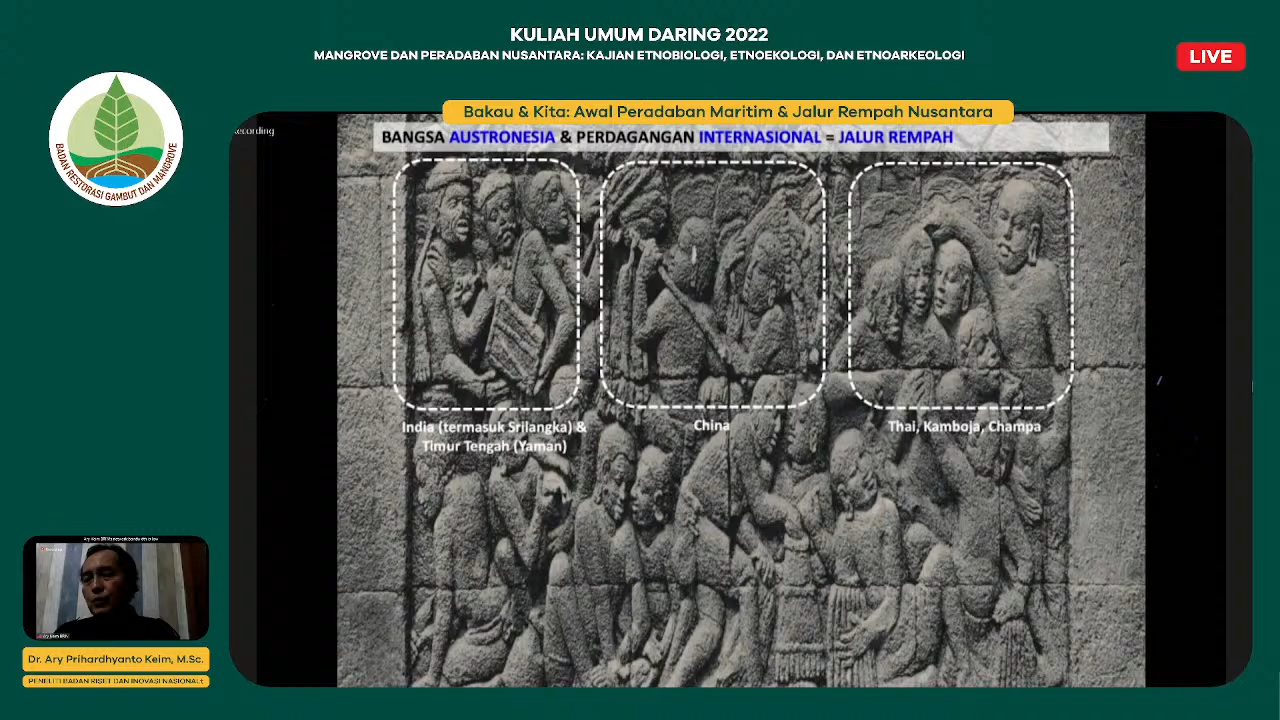 KULIAH UMUM DARING 2022
MANGROVE DAN PERADABAN NUSANTARA: KAJIAN ETNOBIOLOGI, ETNOEKOLOGI, DAN ETNOARKEOLOGI
LIVE
BADAN RESTORASI GAMBUT DAN MANGROVE
Bakau & Kita: Awal Peradaban Maritim & Jalur Rempah Nusantara
ecording
BANGSA AUSTRONESIA & PERDAGANGAN INTERNASIONAL = JALUR REMPAH
India (termasuk Srilangka) &
Timur Tengah (Yaman)
China
Thai, Kamboja, Champa
Dr. Ary Prihardhyanto Keim, M.Sc.
PENELITI BADAN RISET DAN INOVASI NASIONALt